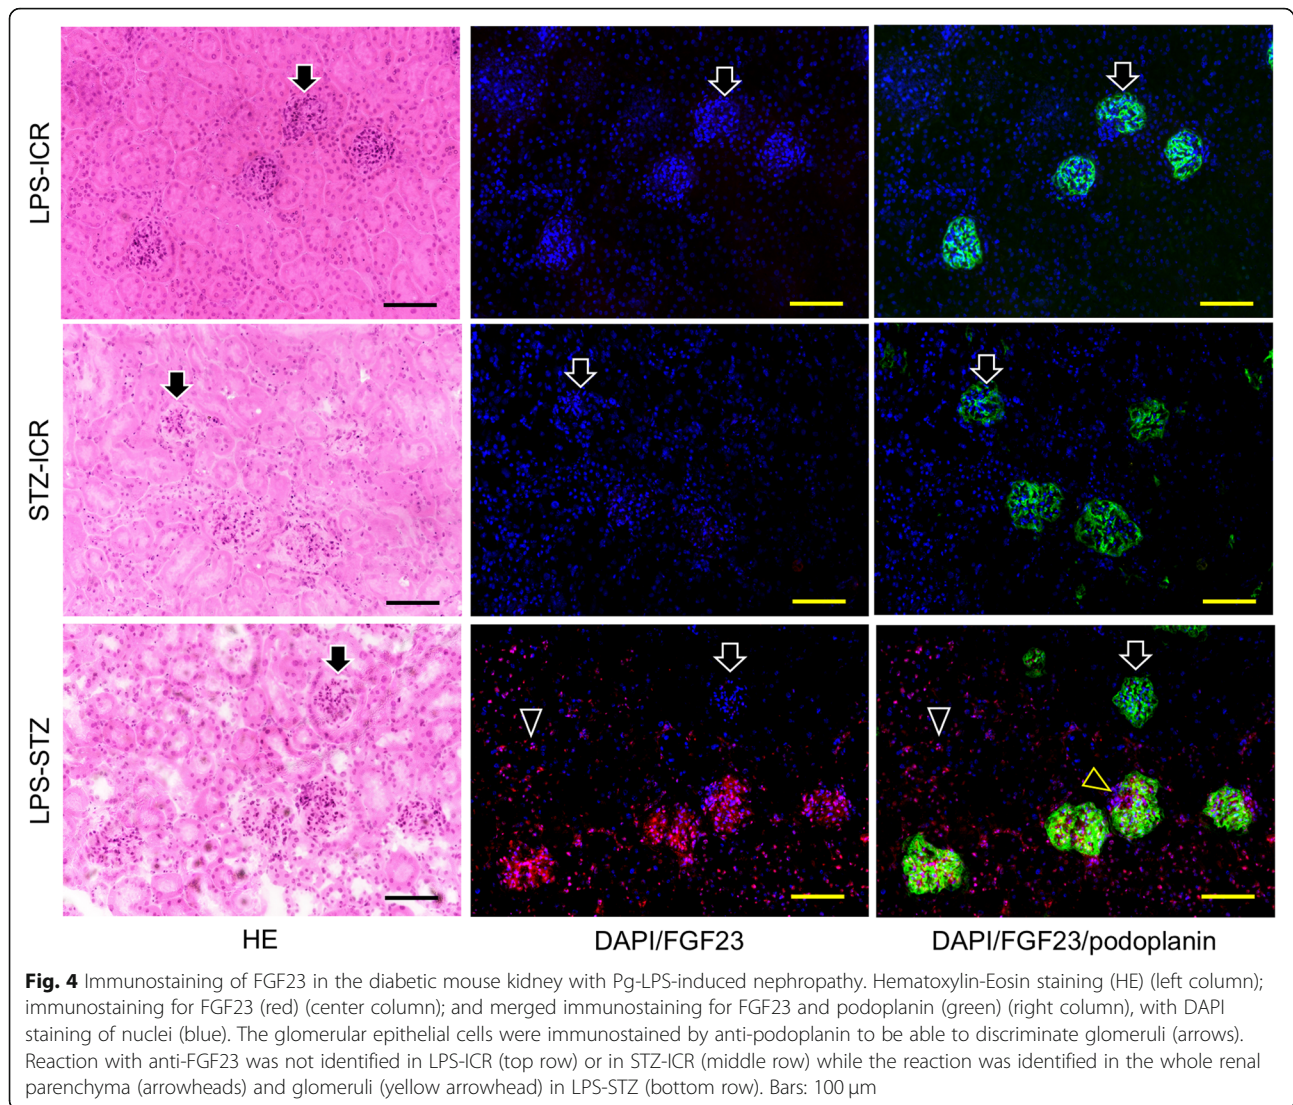 LPS-ICR
STZ-ICR
LPS-STZ
HE
DAPI/FGF23
DAPI/FGF23/podoplanin
Fig. 4 Immunostaining of FGF23 in the diabetic mouse kidney with Pg-LPS-induced nephropathy. Hematoxylin-Eosin staining (HE) (left column);
immunostaining for FGF23 (red) (center column); and merged immunostaining for FGF23 and podoplanin (green) (right column), with DAPI
staining of nuclei (blue). The glomerular epithelial cells were immunostained by anti-podoplanin to be able to discriminate glomeruli (arrows).
Reaction with anti-FGF23 was not identified in LPS-ICR (top row) or in STZ-ICR (middle row) while the reaction was identified in the whole renal
parenchyma (arrowheads) and glomeruli (yellow arrowhead) in LPS-STZ (bottom row). Bars: 100 μm